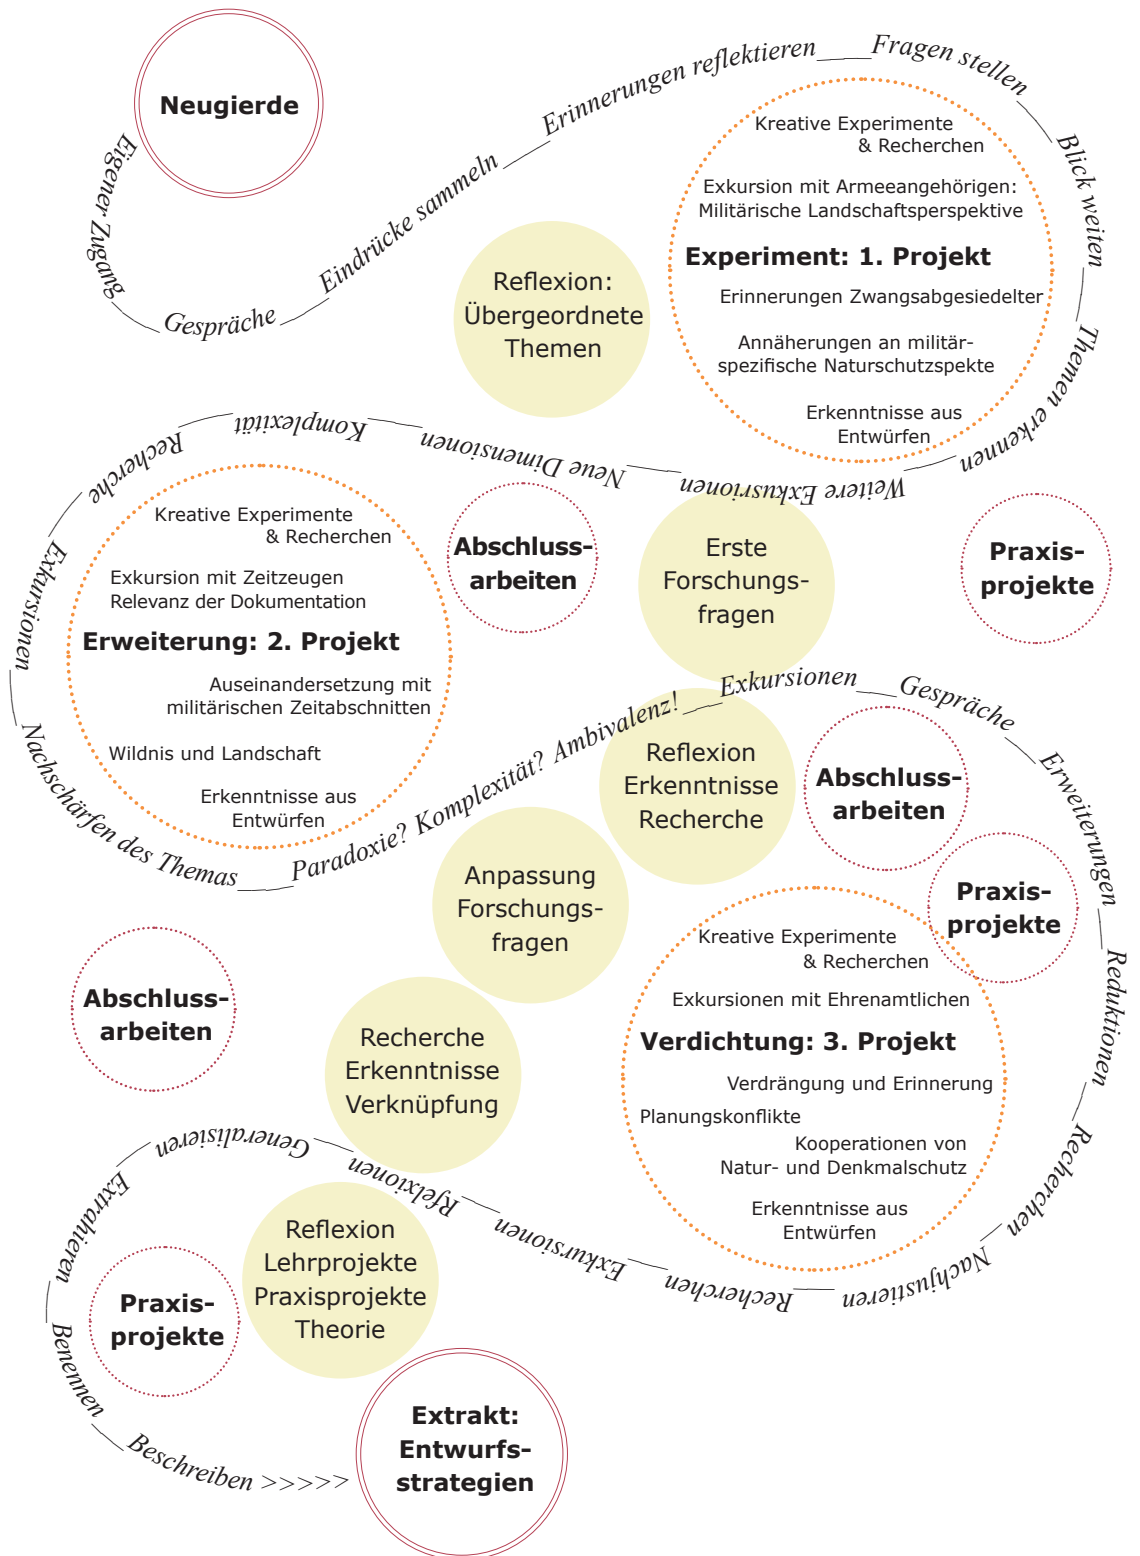 Neugierde
Eigener Zugang
Gespräche
Eindrücke sammeln
Erinnerungen reflektieren
Fragen stellen
Blick weiten
Themen erkennen
Kreative Experimente
& Recherchen
Exkursion mit Armeeangehörigen:
Militärische Landschaftsperspektive
Experiment: 1. Projekt
Erinnerungen Zwangsabgesiedelter
Annäherungen an militär-
spezifische Naturschutzspekte
Erkenntnisse aus
Entwürfen
Reflexion:
Übergeordnete
Themen
Weitere Exkusrionen
Neue Dimensionen
Komplexität
Recherche
Exkursionen
Nachschärfen des Themas
Kreative Experimente
& Recherchen
Exkursion mit Zeitzeugen
Relevanz der Dokumentation
Erweiterung: 2. Projekt
Auseinandersetzung mit
militärischen Zeitabschnitten
Wildnis und Landschaft
Erkenntnisse aus
Entwürfen
Abschluss-
arbeiten
Erste
Forschungs-
fragen
Praxis-
projekte
Paradoxie? Komplexität? Ambivalenz!
Exkursionen
Gespräche
Erweiterungen
Reduktionen
Recherchen
Nachjustieren
Reflexion
Erkenntnisse
Recherche
Abschluss-
arbeiten
Praxis-
projekte
Anpassung
Forschungs-
fragen
Kreative Experimente
& Recherchen
Exkursionen mit Ehrenamtlichen
Verdichtung: 3. Projekt
Verdrängung und Erinnerung
Planungskonflikte
Kooperationen von
Natur- und Denkmalschutz
Erkenntnisse aus
Entwürfen
Abschluss-
arbeiten
Recherche
Erkenntnisse
Verknüpfung
Recherchen
Exkursionen
Rfelxionen
Generalisieren
Extrahieren
Benennen
Beschreiben >>>>>
Reflexion
Lehrprojekte
Praxisprojekte
Theorie
Praxis-
projekte
Extrakt:
Entwurfs-
strategien